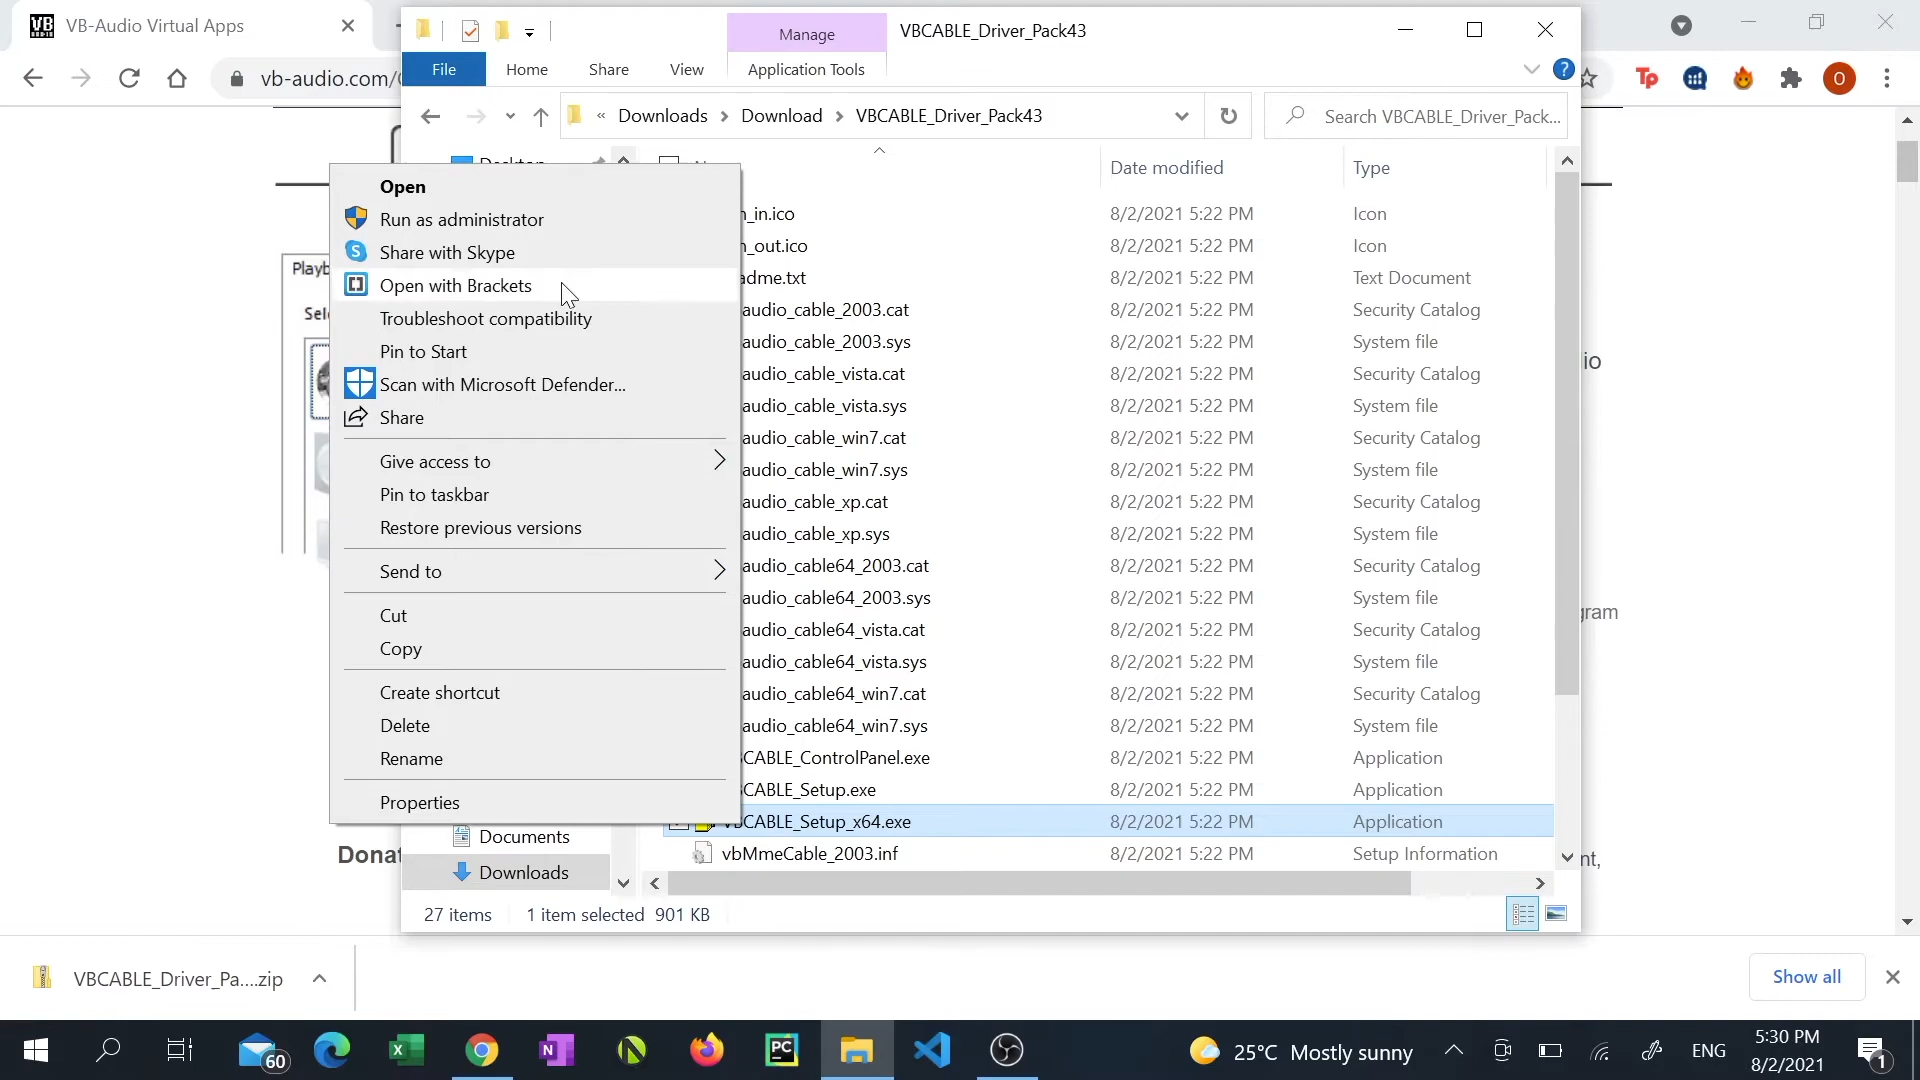 VB-Audio Virtual Apps
Manage
VBCABLE_Driver_Pack43
vb-audio.com/
File
Home
Share
View
Application Tools
Downloads
Download
VBCABLE_Driver_Pack43
Search VBCABLE_Driver_Pack...
Date modified
Type
Open
Run as administrator
Share with Skype
Open with Brackets
Troubleshoot compatibility
Pin to Start
Scan with Microsoft Defender...
Share
Give access to
Pin to taskbar
Restore previous versions
Send to
Cut
Copy
Create shortcut
Delete
Rename
Properties
_in.ico 8/2/2021 5:22 PM Icon
_out.ico 8/2/2021 5:22 PM Icon
adme.txt 8/2/2021 5:22 PM Text Document
audio_cable_2003.cat 8/2/2021 5:22 PM Security Catalog
audio_cable_2003.sys 8/2/2021 5:22 PM System file
audio_cable_vista.cat 8/2/2021 5:22 PM Security Catalog
audio_cable_vista.sys 8/2/2021 5:22 PM System file
audio_cable_win7.cat 8/2/2021 5:22 PM Security Catalog
audio_cable_win7.sys 8/2/2021 5:22 PM System file
audio_cable_xp.cat 8/2/2021 5:22 PM Security Catalog
audio_cable_xp.sys 8/2/2021 5:22 PM System file
audio_cable64_2003.cat 8/2/2021 5:22 PM Security Catalog
audio_cable64_2003.sys 8/2/2021 5:22 PM System file
audio_cable64_vista.cat 8/2/2021 5:22 PM Security Catalog
audio_cable64_vista.sys 8/2/2021 5:22 PM System file
audio_cable64_win7.cat 8/2/2021 5:22 PM Security Catalog
audio_cable64_win7.sys 8/2/2021 5:22 PM System file
CABLE_ControlPanel.exe 8/2/2021 5:22 PM Application
CABLE_Setup.exe 8/2/2021 5:22 PM Application
VBCABLE_Setup_x64.exe 8/2/2021 5:22 PM Application
vbMmeCable_2003.inf 8/2/2021 5:22 PM Setup Information
Documents
Downloads
27 items 1 item selected 901 KB
Playb
Sel
io
gram
Donat
nt,
VBCABLE_Driver_Pa....zip
Show all
60
25°C Mostly sunny
ENG
5:30 PM
8/2/2021
1